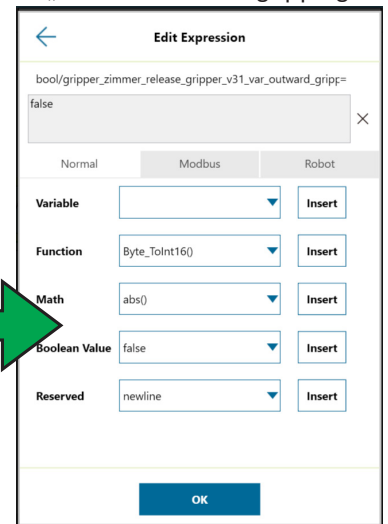 Edit Expression
bool/gripper_zimmer_release_gripper_v31_var_outward_gripp=
false
Normal Modbus Robot
Variable Insert
Function Byte_ToInt16() Insert
Math abs() Insert
Boolean Value false Insert
Reserved newline Insert
OK